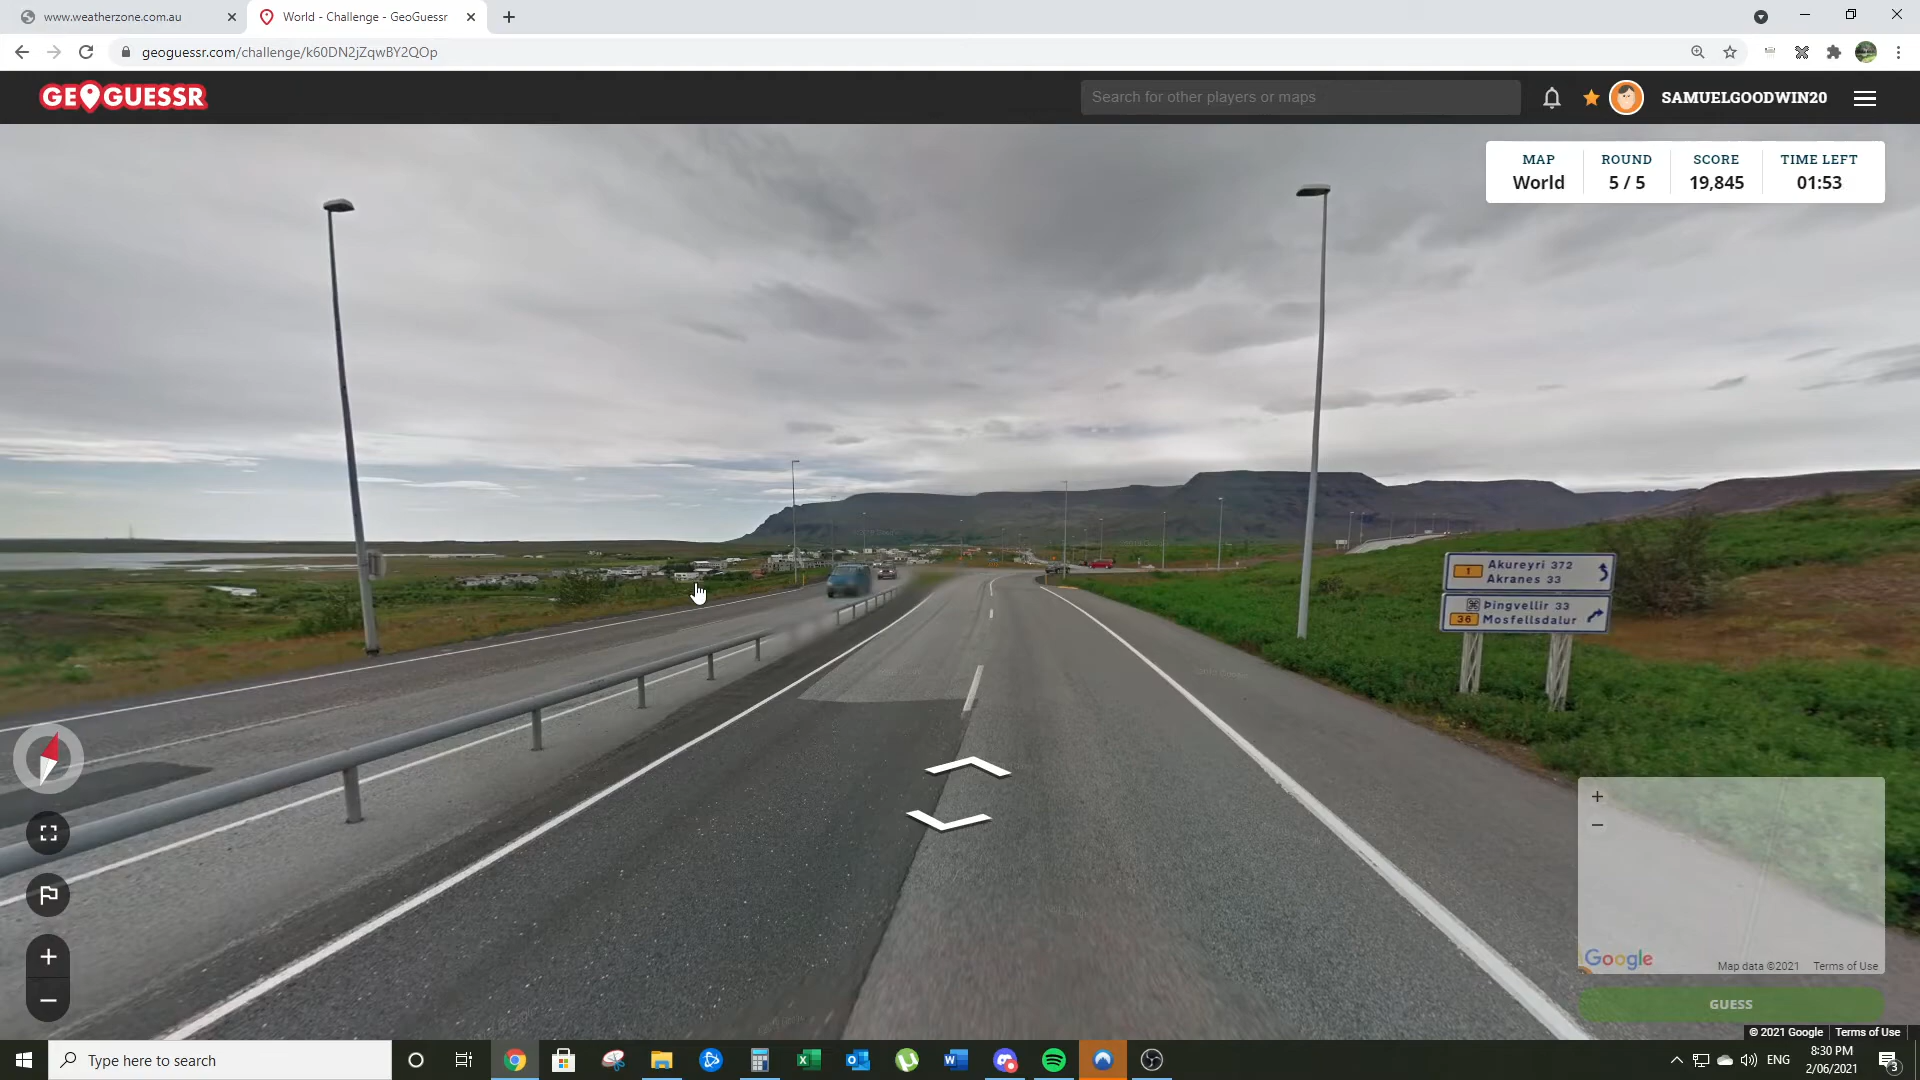 www.weatherzone.com.au
World - Challenge - GeoGuessr
geoguessr.com/challenge/k60DN2jZqwBY2QOp
GEOGUESSR
Search for other players or maps
SAMUELGOODWIN20
MAP
World
ROUND
5 / 5
SCORE
19,845
TIME LEFT
01:53
1
Akureyri 372
Akranes 33
Þingvellir 33
36
Mosfellsdalur
Google
Map data ©2021
Terms of Use
GUESS
© 2021 Google
Terms of Use
Type here to search
ENG
8:30 PM
2/06/2021
3